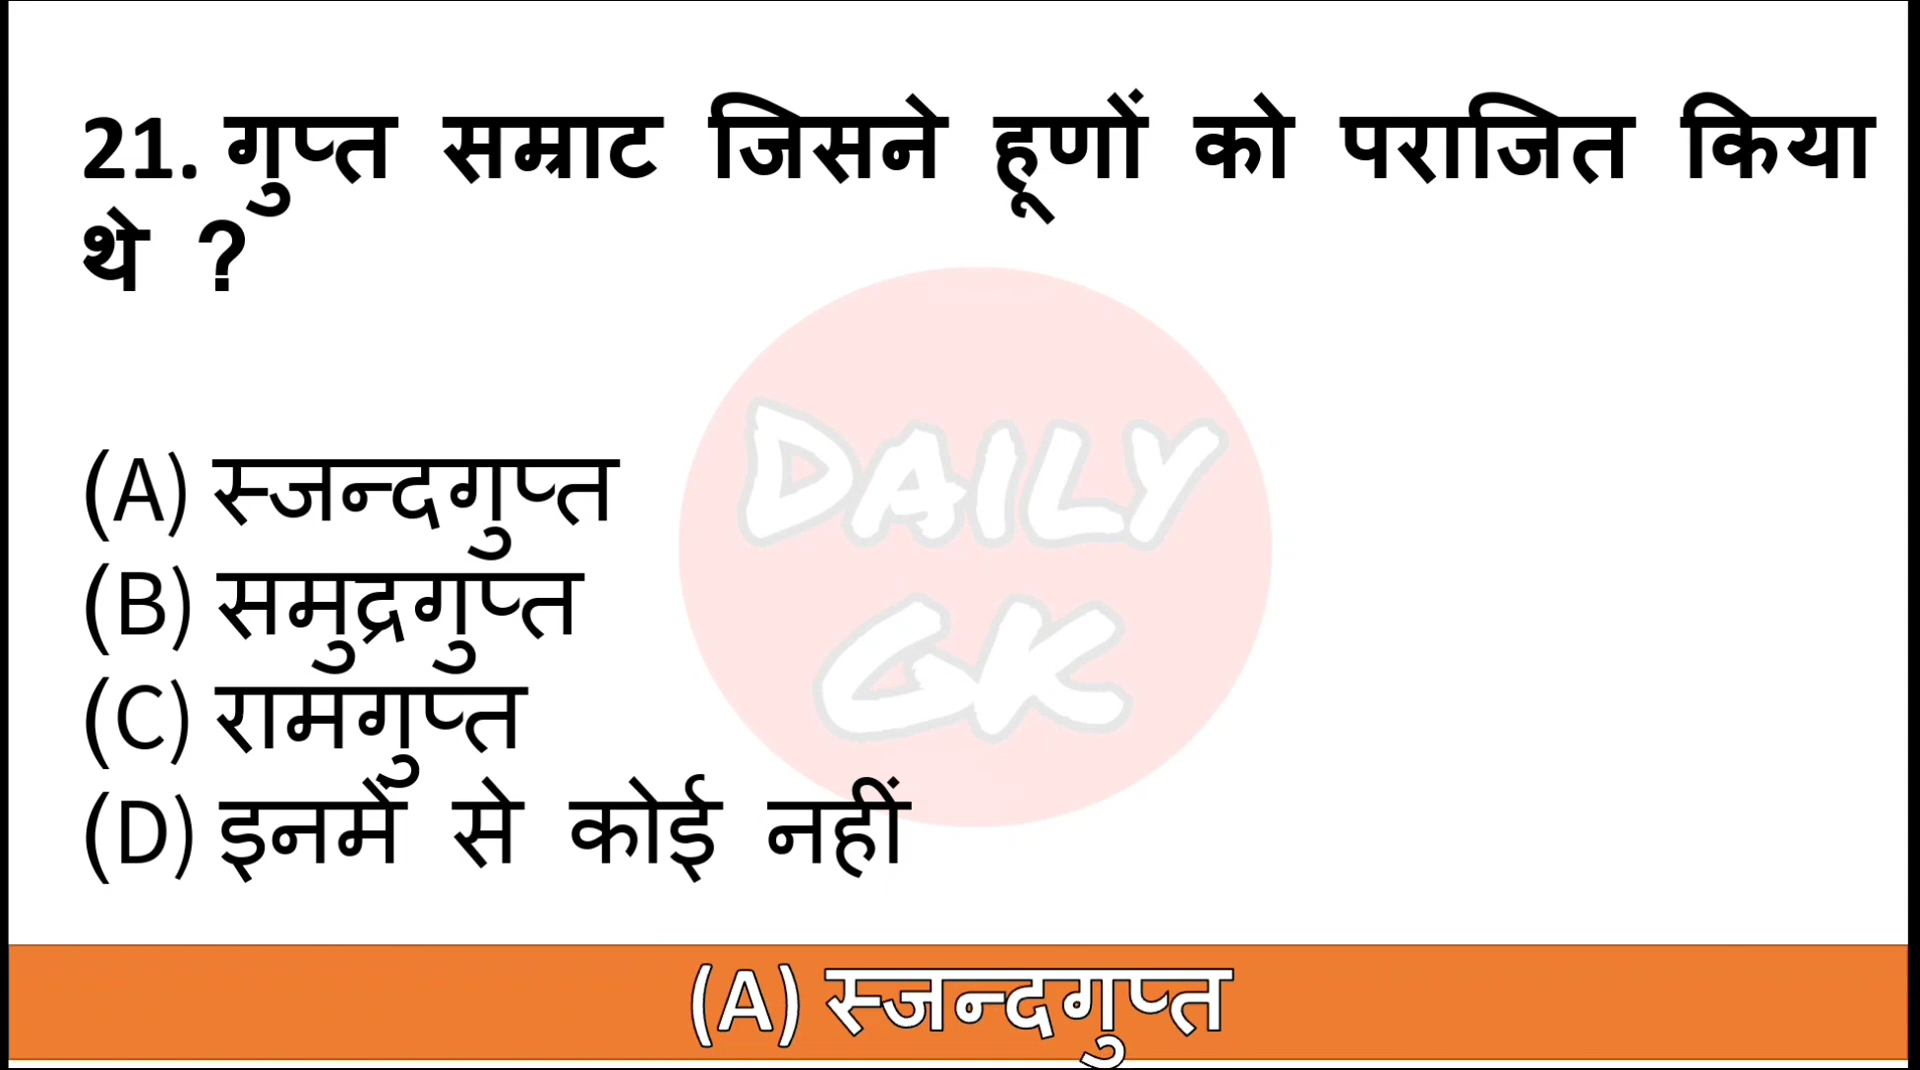 21. गुप्त सम्राट जिसने हूणों को पराजित किया
थे ?
(A) स्जन्दगुप्त
(B) समुद्रगुप्त
(C) रामगुप्त
(D) इनमें से कोई नहीं
DAILY
GK
(A) स्जन्दगुप्त